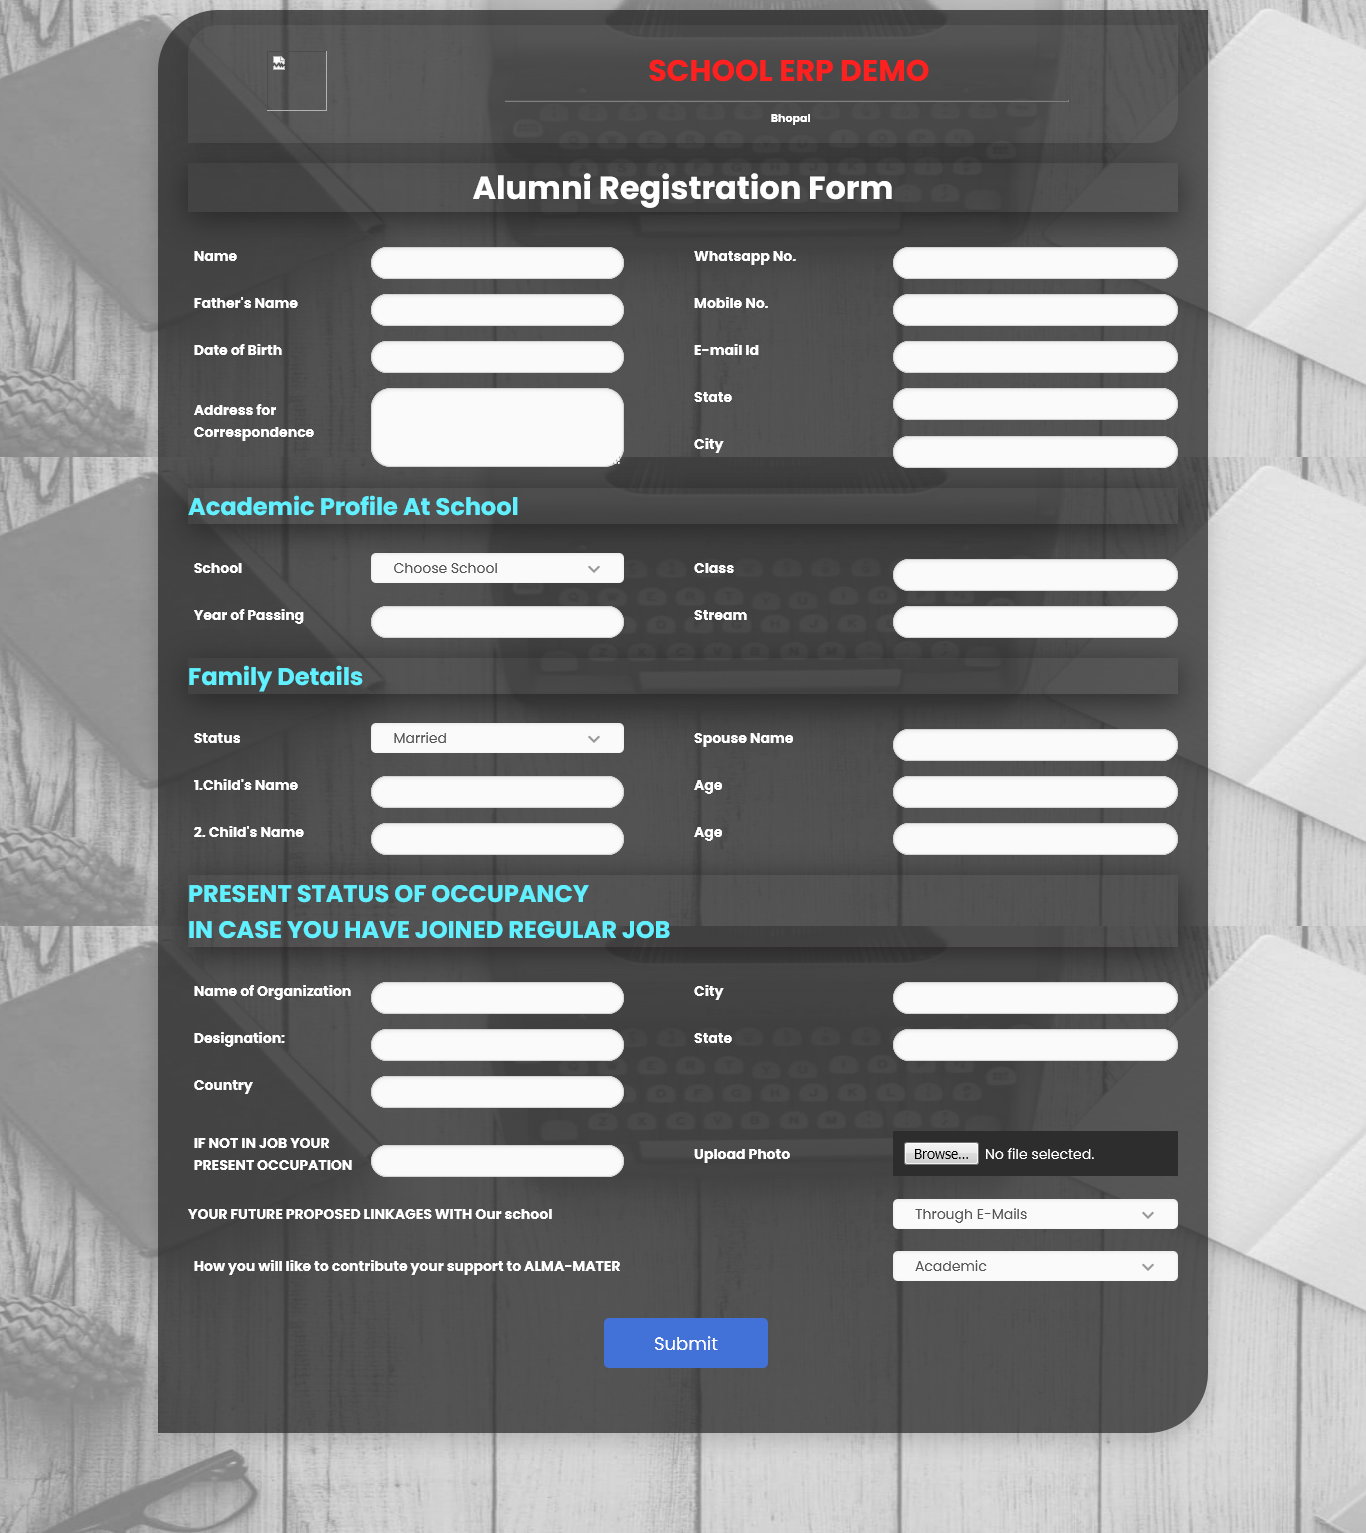 SCHOOL ERP DEMO
Bhopal
Alumni Registration Form
Name
Whatsapp No.
Father's Name
Mobile No.
Date of Birth
E-mail Id
Address for
Correspondence
State
City
Academic Profile At School
School
Choose School
Class
Year of Passing
Stream
Family Details
Status
Married
Spouse Name
1.Child's Name
Age
2. Child's Name
Age
PRESENT STATUS OF OCCUPANCY
IN CASE YOU HAVE JOINED REGULAR JOB
Name of Organization
City
Designation:
State
Country
IF NOT IN JOB YOUR
PRESENT OCCUPATION
Upload Photo
Browse... No file selected.
YOUR FUTURE PROPOSED LINKAGES WITH Our school
Through E-Mails
How you will like to contribute your support to ALMA-MATER
Academic
Submit